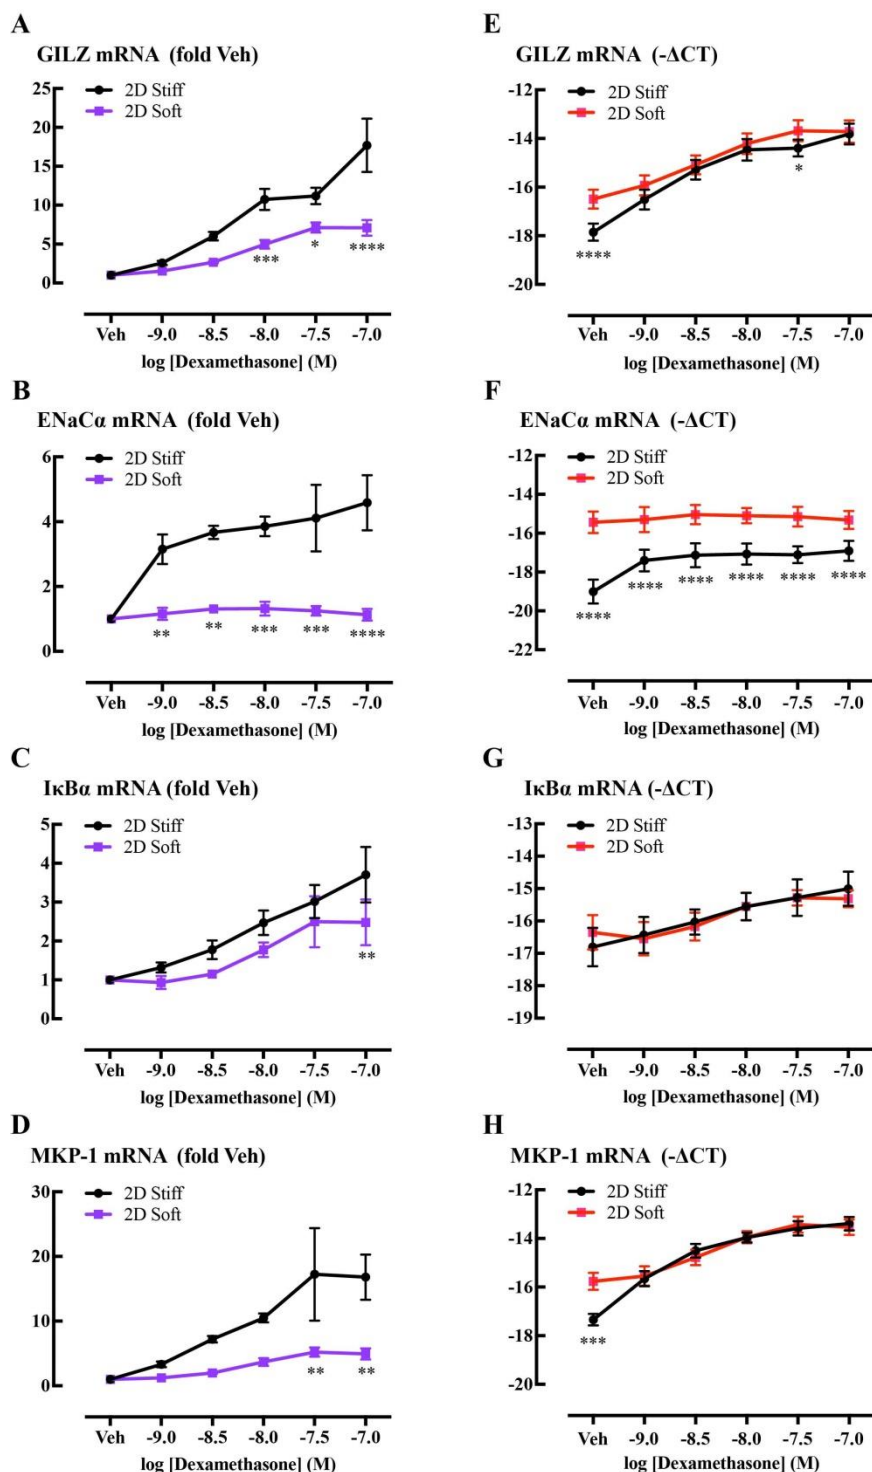 A
GILZ mRNA (fold Veh)
2D Stiff
2D Soft
25
20
15
10
5
0
***
*
****
Veh -9.0 -8.5 -8.0 -7.5 -7.0
log [Dexamethasone] (M)
E
GILZ mRNA (-ΔCT)
2D Stiff
2D Soft
-12
-14
-16
-18
-20
****
*
Veh -9.0 -8.5 -8.0 -7.5 -7.0
log [Dexamethasone] (M)
B
ENaCα mRNA (fold Veh)
2D Stiff
2D Soft
6
4
2
0
**
**
***
***
****
Veh -9.0 -8.5 -8.0 -7.5 -7.0
log [Dexamethasone] (M)
F
ENaCα mRNA (-ΔCT)
2D Stiff
2D Soft
-12
-14
-16
-18
-20
-22
****
****
****
****
****
****
Veh -9.0 -8.5 -8.0 -7.5 -7.0
log [Dexamethasone] (M)
C
IκBα mRNA (fold Veh)
2D Stiff
2D Soft
5
4
3
2
1
0
**
Veh -9.0 -8.5 -8.0 -7.5 -7.0
log [Dexamethasone] (M)
G
IκBα mRNA (-ΔCT)
2D Stiff
2D Soft
-13
-14
-15
-16
-17
-18
-19
Veh -9.0 -8.5 -8.0 -7.5 -7.0
log [Dexamethasone] (M)
D
MKP-1 mRNA (fold Veh)
2D Stiff
2D Soft
30
20
10
0
**
**
Veh -9.0 -8.5 -8.0 -7.5 -7.0
log [Dexamethasone] (M)
H
MKP-1 mRNA (-ΔCT)
2D Stiff
2D Soft
-12
-14
-16
-18
-20
***
Veh -9.0 -8.5 -8.0 -7.5 -7.0
log [Dexamethasone] (M)